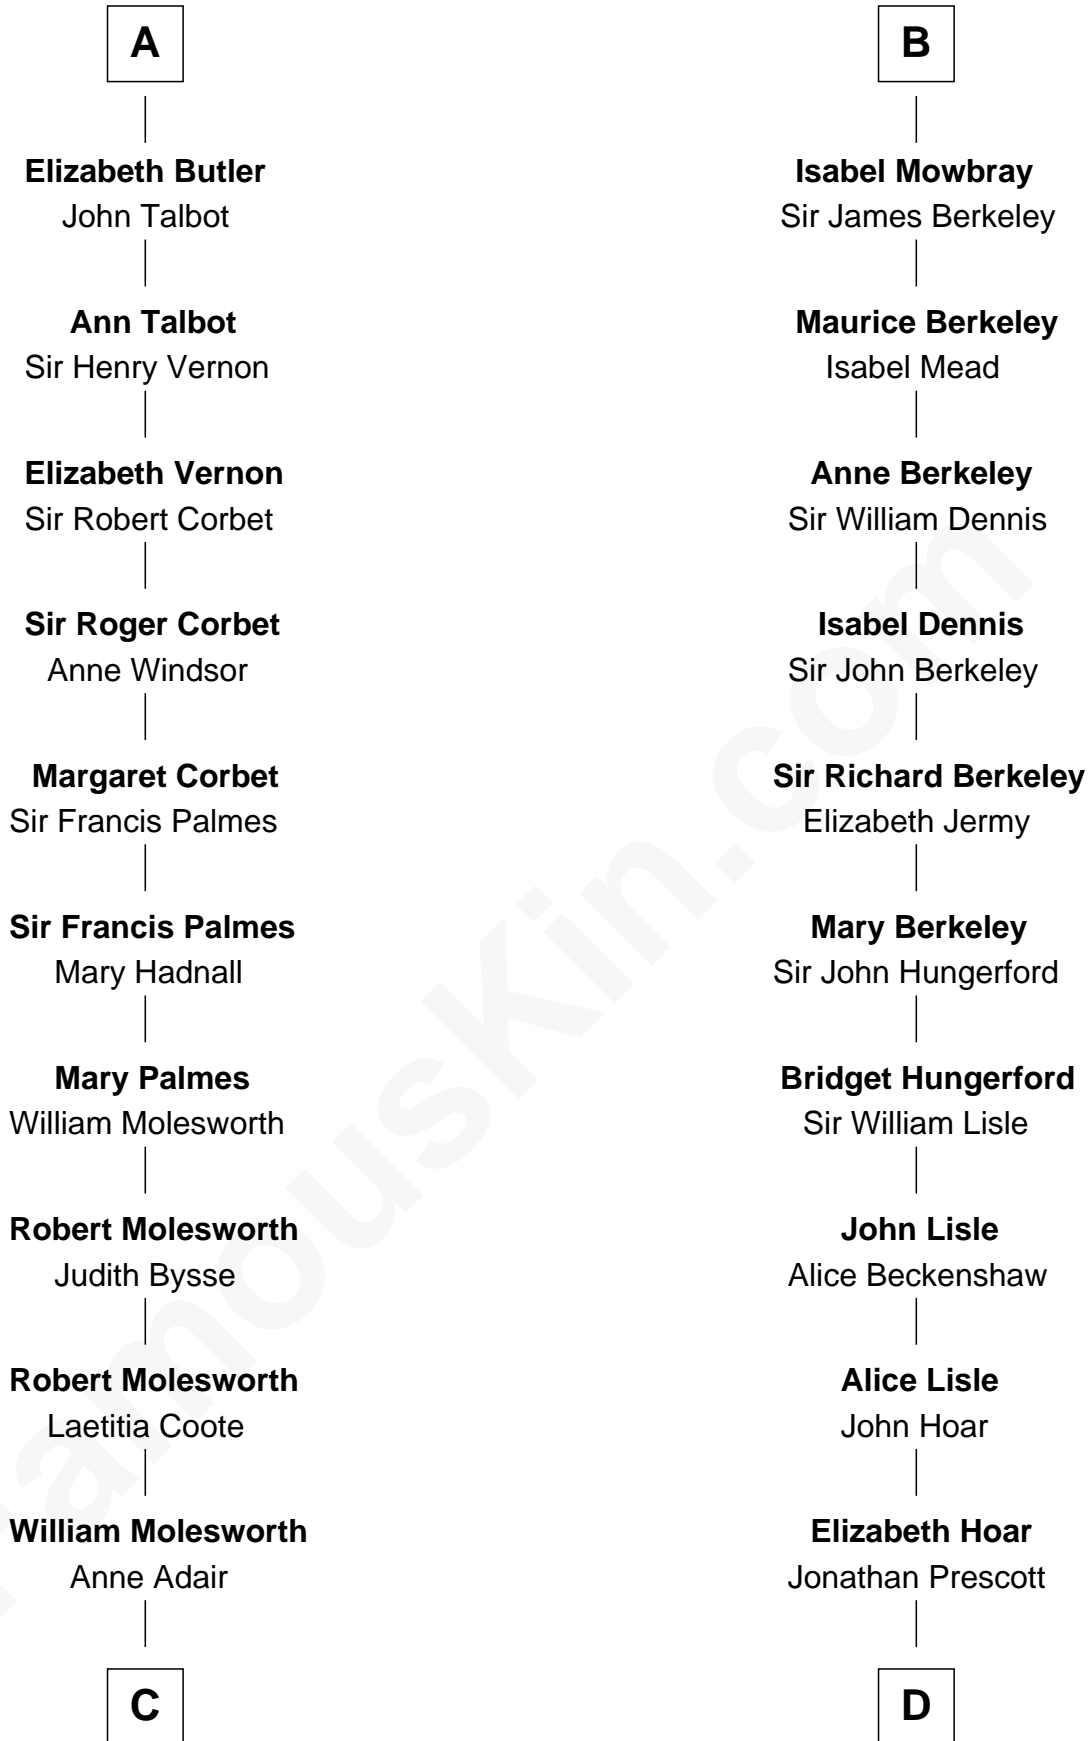 A
Elizabeth Butler
John Talbot
Ann Talbot
Sir Henry Vernon
Elizabeth Vernon
Sir Robert Corbet
Sir Roger Corbet
Anne Windsor
Margaret Corbet
Sir Francis Palmes
Sir Francis Palmes
Mary Hadnall
Mary Palmes
William Molesworth
Robert Molesworth
Judith Bysse
Robert Molesworth
Laetitia Coote
William Molesworth
Anne Adair
C
B
Isabel Mowbray
Sir James Berkeley
Maurice Berkeley
Isabel Mead
Anne Berkeley
Sir William Dennis
Isabel Dennis
Sir John Berkeley
Sir Richard Berkeley
Elizabeth Jermy
Mary Berkeley
Sir John Hungerford
Bridget Hungerford
Sir William Lisle
John Lisle
Alice Beckenshaw
Alice Lisle
John Hoar
Elizabeth Hoar
Jonathan Prescott
D
FamousKin.com